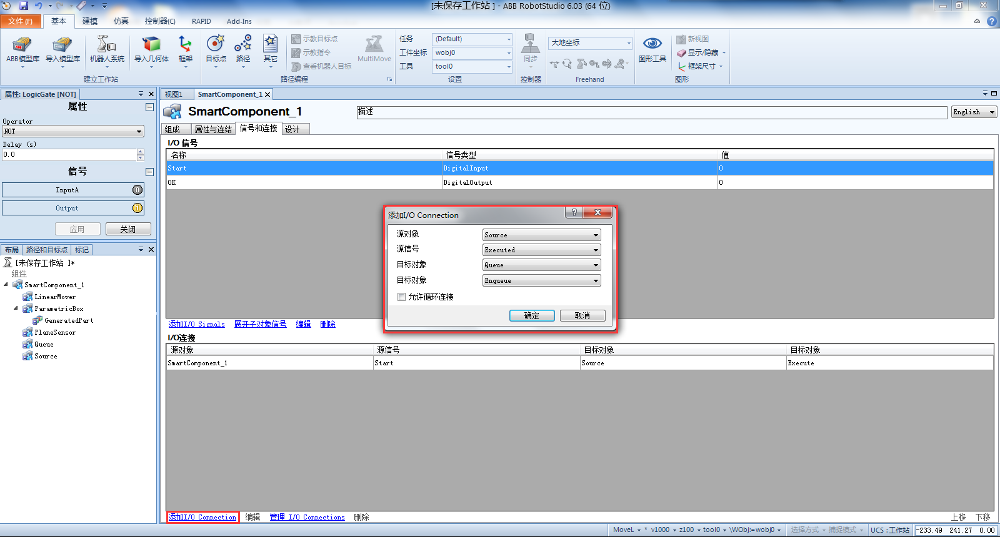 [未保存工作站 ] - ABB RobotStudio 6.03 (64 位)
文件(F) 基本 建模 仿真 控制器(C) RAPID Add-Ins
ABB模型库 导入模型库 机器人系统 导入几何体 框架
建立工作站
目标点 路径 其它
示教目标点
示教指令
查看机器人目标
MultiMove
路径编程
任务 (Default)
工件坐标 wobj0
工具 tool0
设置
同步
控制器
大地坐标
Freehand
图形工具
新视图
显示/隐藏
框架尺寸
图形
属性: LogicGate [NOT]
属性
Operator
NOT
Delay (s)
0.0
信号
InputA 0
Output 1
应用 关闭
布局 路径和目标点 标记
[未保存工作站 ]*
组件
SmartComponent_1
LinearMover
ParametricBox
GeneratedPart
PlaneSensor
Queue
Source
视图1 SmartComponent_1
SmartComponent_1 描述 English
组成 属性与连结 信号和连接 设计
I/O 信号
名称 信号类型 值
Start DigitalInput 0
OK DigitalOutput 0
添加I/O Connection
源对象 Source
源信号 Executed
目标对象 Queue
目标对象 Enqueue
允许循环连接
确定 取消
添加I/O Signals 展开子对象信号 编辑 删除
I/O连接
源对象 源信号 目标对象 目标对象
SmartComponent_1 Start Source Execute
添加I/O Connection 编辑 管理 I/O Connections 删除 上移 下移
MoveL * v1000 z100 tool0 \WObj:=wobj0 选择方式 捕捉模式 UCS : 工作站 -233.49 241.27 0.00